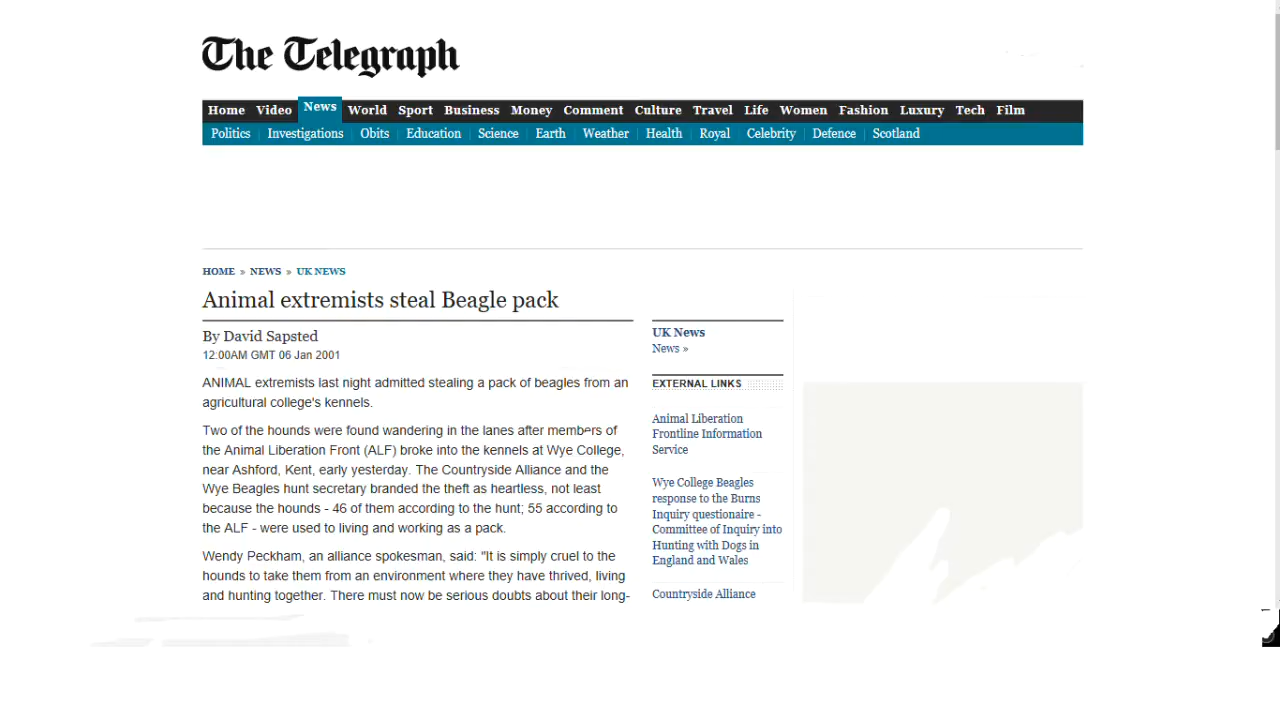 The Telegraph
Home Video News World Sport Business Money Comment Culture Travel Life Women Fashion Luxury Tech Film
Politics Investigations Obits Education Science Earth Weather Health Royal Celebrity Defence Scotland
HOME » NEWS » UK NEWS
Animal extremists steal Beagle pack
By David Sapsted
12:00AM GMT 06 Jan 2001
ANIMAL extremists last night admitted stealing a pack of beagles from an
agricultural college's kennels.
Two of the hounds were found wandering in the lanes after members of
the Animal Liberation Front (ALF) broke into the kennels at Wye College,
near Ashford, Kent, early yesterday. The Countryside Alliance and the
Wye Beagles hunt secretary branded the theft as heartless, not least
because the hounds - 46 of them according to the hunt; 55 according to
the ALF - were used to living and working as a pack.
Wendy Peckham, an alliance spokesman, said: "It is simply cruel to the
hounds to take them from an environment where they have thrived, living
and hunting together. There must now be serious doubts about their long-
UK News
News »
EXTERNAL LINKS
Animal Liberation
Frontline Information
Service
Wye College Beagles
response to the Burns
Inquiry questionaire -
Committee of Inquiry into
Hunting with Dogs in
England and Wales
Countryside Alliance